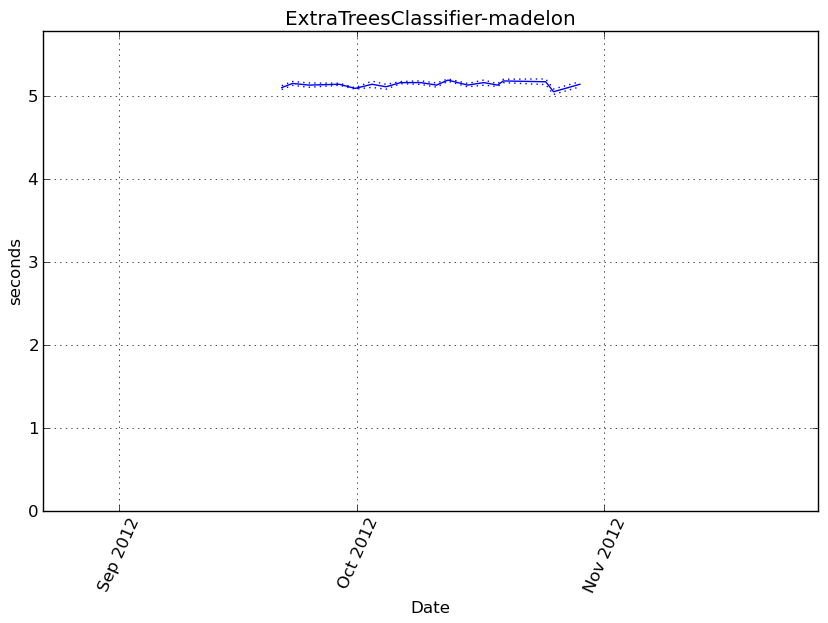 ExtraTreesClassifier-madelon
5
4
3
2
1
0
seconds
Sep 2012
Oct 2012
Nov 2012
Date